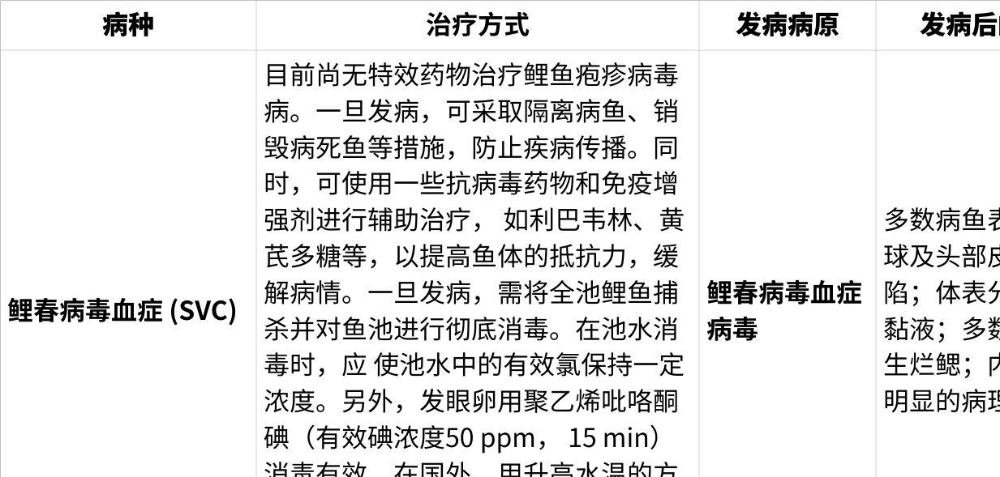 病种
治疗方式
发病病原
发病后
鲤春病毒血症 (SVC)
目前尚无特效药物治疗鲤鱼疱疹病毒
病。一旦发病，可采取隔离病鱼、销
毁病死鱼等措施，防止疾病传播。同
时，可使用一些抗病毒药物和免疫增
强剂进行辅助治疗， 如利巴韦林、黄
芪多糖等，以提高鱼体的抵抗力，缓
解病情。一旦发病，需将全池鲤鱼捕
杀并对鱼池进行彻底消毒。在池水消
毒时，应 使池水中的有效氯保持一定
浓度。另外，发眼卵用聚乙烯吡咯酮
碘（有效碘浓度50 ppm， 15 min）
消毒有效。在国外，用升高水温的方
鲤春病毒血症
病毒
多数病鱼表
球及头部皮
陷；体表分
黏液；多数
生烂鳃；内
明显的病理